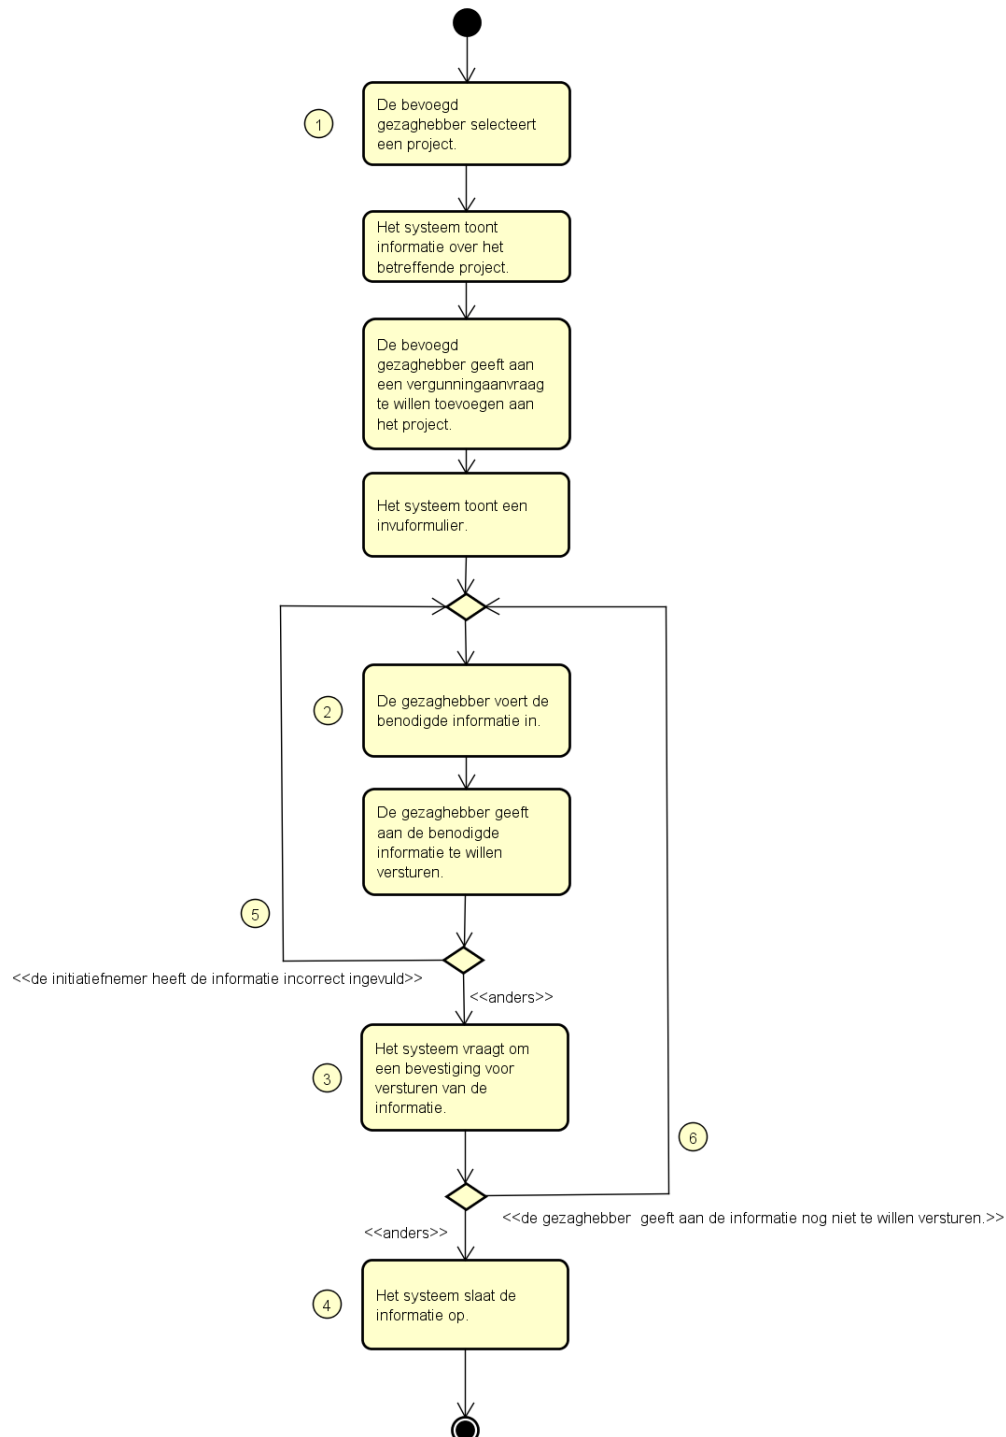 De bevoegd
1
gezaghebber selecteert
een project.
Het systeem toont
informatie over het
betreffende project.
De bevoegd
gezaghebber geeft aan
een vergunningaanvraag
te willen toevoegen aan
het project.
Het systeem toont een
invuformulier.
2
De gezaghebber voert de
benodigde informatie in.
De gezaghebber geeft
aan de benodigde
informatie te willen
versturen.
5
<<de initiatiefnemer heeft de informatie incorrect ingevuld>>
<<anders>>
3
Het systeem vraagt om
een bevestiging voor
versturen van de
informatie.
6
<<de gezaghebber  geeft aan de informatie nog niet te willen versturen.>>
<<anders>>
4
Het systeem slaat de
informatie op.